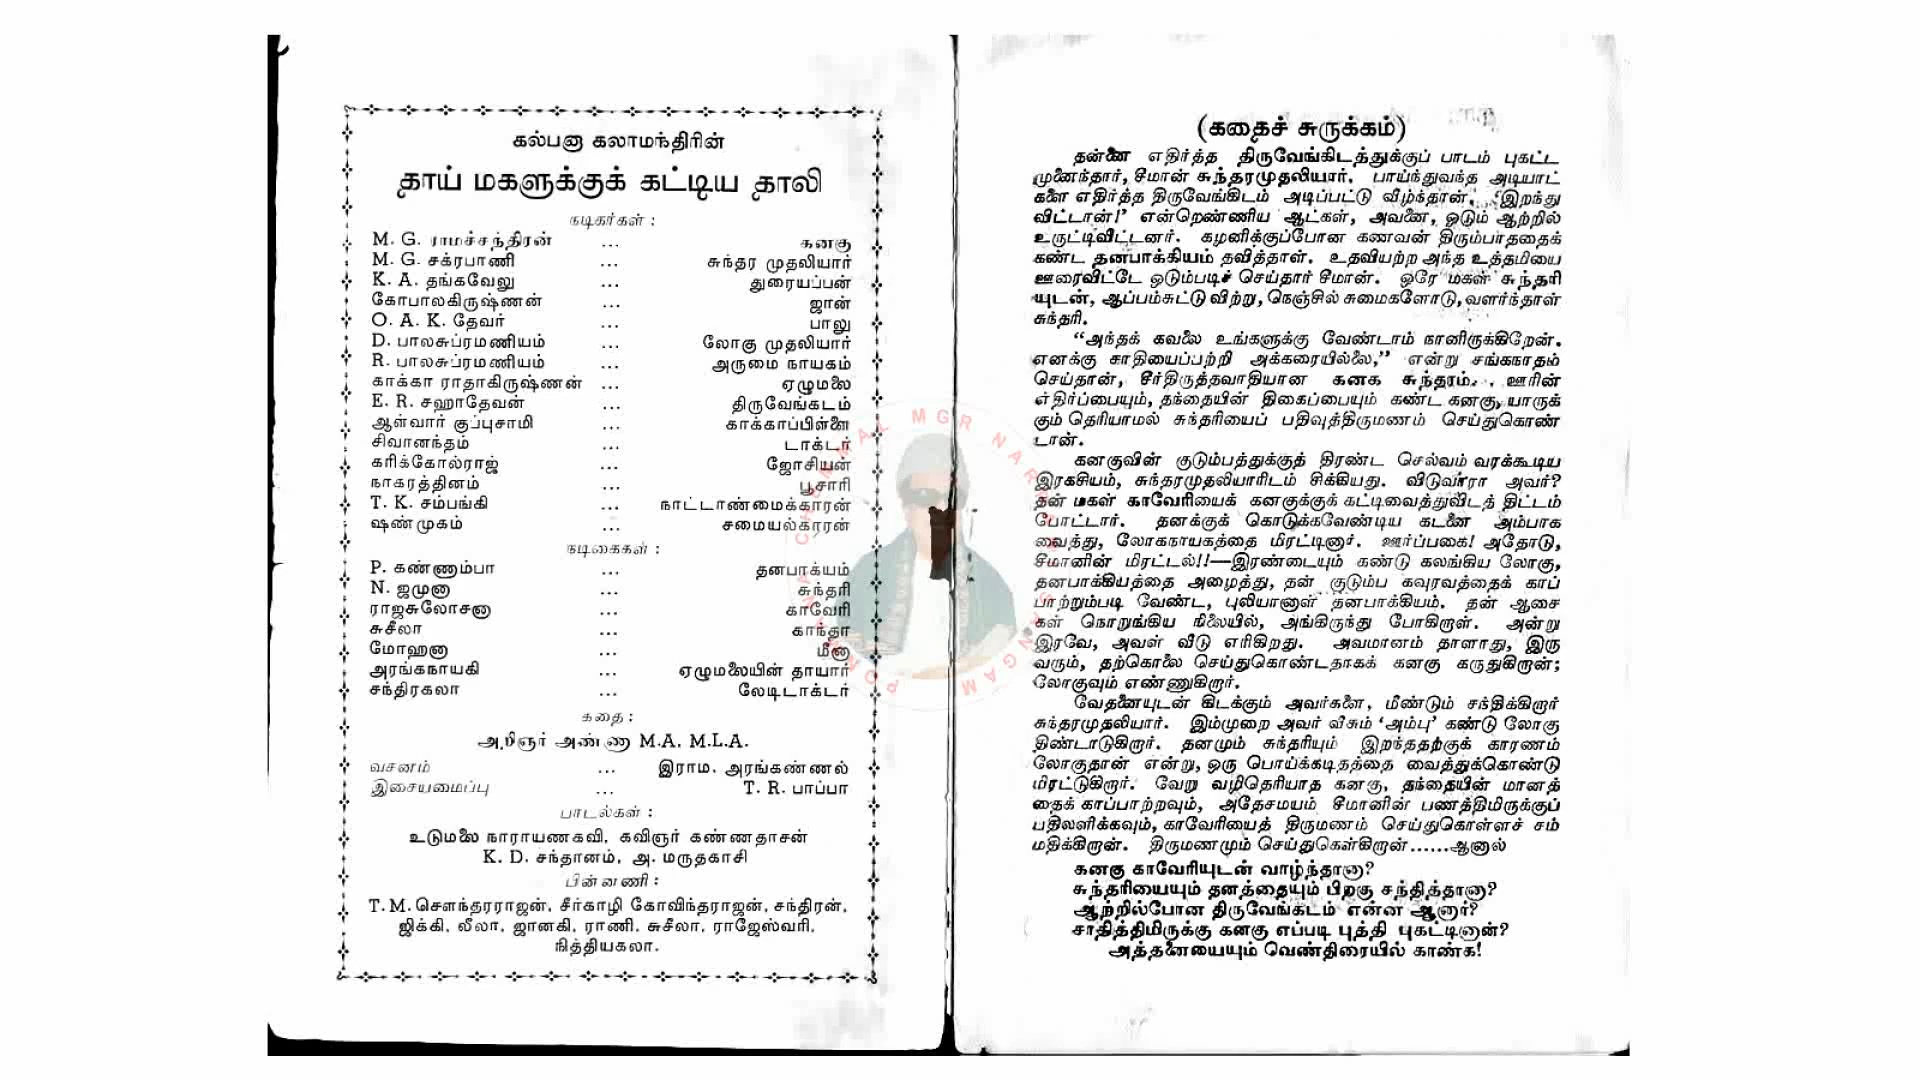 கல்பனா கலாமந்திரின்
தாய் மகளுக்குக் கட்டிய தாலி
நடிகர்கள் :
M. G. ராமச்சந்திரன் ... கனகு
M. G. சக்ரபாணி ... சுந்தர முதலியார்
K. A. தங்கவேலு ... துரையப்பன்
கோபாலகிருஷ்ணன் ... ஜான்
O. A. K. தேவர் ... பாலு
D. பாலசுப்ரமணியம் ... லோகு முதலியார்
R. பாலசுப்ரமணியம் ... அருமை நாயகம்
காக்கா ராதாகிருஷ்ணன் ... ஏழுமலை
E. R. சஹாதேவன் ... திருவேங்கடம்
ஆள்வார் குப்புசாமி ... காக்காப்பிள்ளை
சிவானந்தம் ... டாக்டர்
கரிக்கோல்ராஜ் ... ஜோசியன்
நாகரத்தினம் ... பூசாரி
T. K. சம்பங்கி ... நாட்டாண்மைக்காரன்
ஷண்முகம் ... சமையல்காரன்
நடிகைகள் :
P. கண்ணாம்பா ... தனபாக்யம்
N. ஜமுனா ... சுந்தரி
ராஜசுலோசனா ... காவேரி
சுசீலா ... காந்தா
மோஹனா ... மீனா
அரங்கநாயகி ... ஏழுமலையின் தாயார்
சந்திரகலா ... லேடிடாக்டர்
கதை :
அறிஞர் அண்ணா M.A. M.L.A.
வசனம் ... இராம. அரங்கண்ணல்
இசையமைப்பு ... T. R. பாப்பா
பாடல்கள் :
உடுமலை நாராயணகவி, கவிஞர் கண்ணதாசன்
K. D. சந்தானம், அ. மருதகாசி
பின்னணி :
T. M. சௌந்தரராஜன், சீர்காழி கோவிந்தராஜன், சந்திரன்,
ஜிக்கி, லீலா, ஜானகி, ராணி, சுசீலா, ராஜேஸ்வரி,
நித்தியகலா.
(கதைச் சுருக்கம்)
தன்னை எதிர்த்த திருவேங்கிடத்துக்குப் பாடம் புகட்ட
முனைந்தார், சீமான் சுந்தரமுதலியார். பாய்ந்துவந்த அடியாட்
களை எதிர்த்த திருவேங்கிடம் அடிப்பட்டு வீழ்ந்தான். 'இறந்து
விட்டான்!' என்றெண்ணிய ஆட்கள், அவனை, ஓடும் ஆற்றில்
உருட்டிவிட்டனர். கழனிக்குப்போன கணவன் திரும்பாததைக்
கண்ட தனபாக்கியம் தவித்தாள். உதவியற்ற அந்த உத்தமியை
ஊரைவிட்டே ஓடும்படிச் செய்தார் சீமான். ஒரே மகள் சுந்தரி
யுடன், ஆப்பம்சுட்டு விற்று, நெஞ்சில் சுமைகளோடு, வளர்ந்தாள்
சுந்தரி.
"அந்தக் கவலை உங்களுக்கு வேண்டாம் நானிருக்கிறேன்.
எனக்கு சாதியைப்பற்றி அக்கரையில்லை," என்று சங்கநாதம்
செய்தான், சீர்திருத்தவாதியான கனக சுந்தரம். ஊரின்
எதிர்ப்பையும், தந்தையின் திகைப்பையும் கண்ட கனகு, யாருக்
கும் தெரியாமல் சுந்தரியைப் பதிவுத்திருமணம் செய்துகொண்
டான்.
கனகுவின் குடும்பத்துக்குத் திரண்ட செல்வம் வரக்கூடிய
இரகசியம், சுந்தரமுதலியாரிடம் சிக்கியது. விடுவாரா அவர்?
தன் மகள் காவேரியைக் கனகுக்குக் கட்டிவைத்துவிடத் திட்டம்
போட்டார். தனக்குக் கொடுக்கவேண்டிய கடனை அம்பாக
வைத்து, லோகநாயகத்தை மிரட்டினார். ஊர்ப்பகை! அதோடு,
சீமானின் மிரட்டல்!!—இரண்டையும் கண்டு கலங்கிய லோகு,
தனபாக்கியத்தை அழைத்து, தன் குடும்ப கவுரவத்தைக் காப்
பாற்றும்படி வேண்ட, புலியானாள் தனபாக்கியம். தன் ஆசை
கள் நொறுங்கிய நிலையில், அங்கிருந்து போகிறாள். அன்று
இரவே, அவள் வீடு எரிகிறது. அவமானம் தாளாது, இரு
வரும், தற்கொலை செய்துகொண்டதாகக் கனகு கருதுகிறான்;
லோகுவும் எண்ணுகிறார்.
வேதனையுடன் கிடக்கும் அவர்களை, மீண்டும் சந்திக்கிறார்
சுந்தரமுதலியார். இம்முறை அவர் வீசும் 'அம்பு' கண்டு லோகு
திண்டாடுகிறார். தனமும் சுந்தரியும் இறந்ததற்குக் காரணம்
லோகுதான் என்று, ஒரு பொய்க்கடிதத்தை வைத்துக்கொண்டு
மிரட்டுகிறார். வேறு வழிதெரியாத கனகு, தந்தையின் மானத்
தைக் காப்பாற்றவும், அதேசமயம் சீமானின் பணத்திமிருக்குப்
பதிலளிக்கவும், காவேரியைத் திருமணம் செய்துகொள்ளச் சம்
மதிக்கிறான். திருமணமும் செய்துகெள்கிறான்......ஆனால்
கனகு காவேரியுடன் வாழ்ந்தானா?
சுந்தரியையும் தனத்தையும் பிறகு சந்தித்தானா?
ஆற்றில்போன திருவேங்கடம் என்ன ஆனார்?
சாதித்திமிருக்கு கனகு எப்படி புத்தி புகட்டினான்?
அத்தனையையும் வெண்திரையில் காண்க!